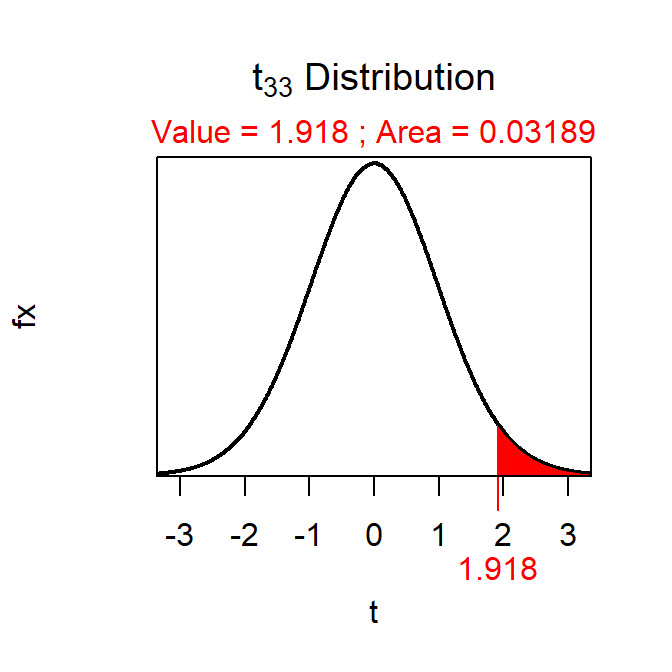 t₃₃ Distribution
Value = 1.918 ; Area = 0.03189
fx
-3 -2 -1 0 1 2 3
1.918
t